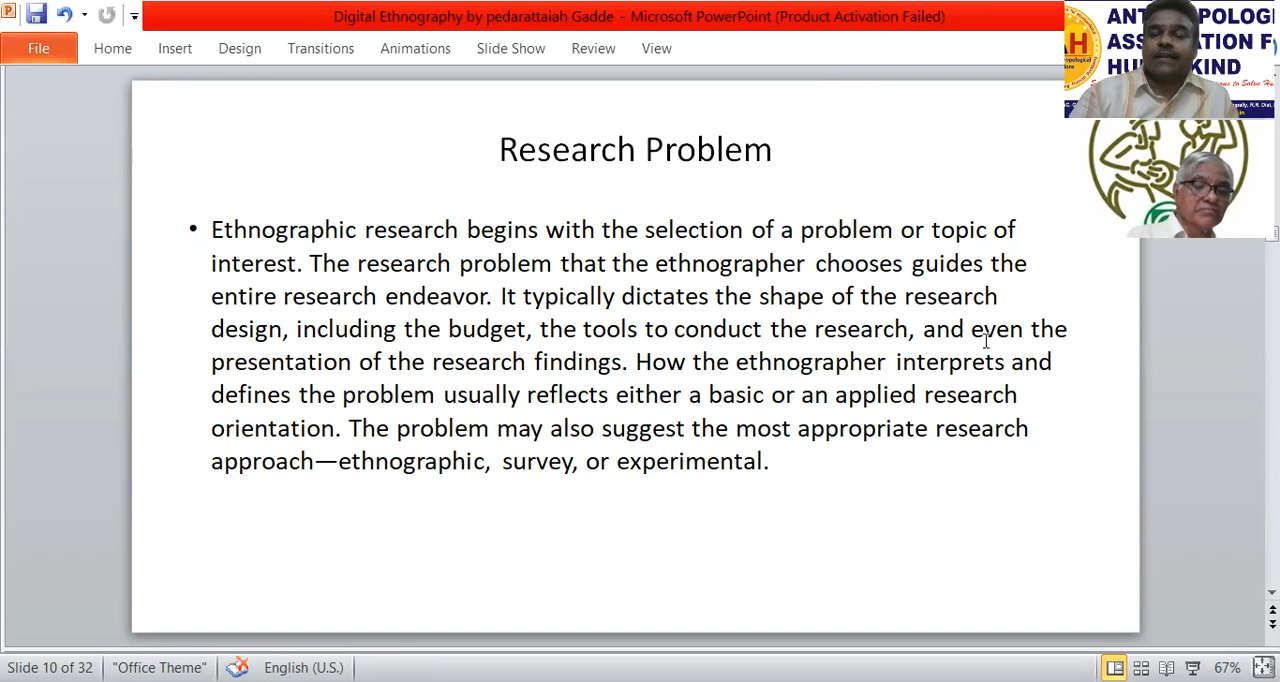 Digital Ethnography by pedarattaiah Gadde - Microsoft PowerPoint (Product Activation Failed)
File Home Insert Design Transitions Animations Slide Show Review View
Research Problem
• Ethnographic research begins with the selection of a problem or topic of
interest. The research problem that the ethnographer chooses guides the
entire research endeavor. It typically dictates the shape of the research
design, including the budget, the tools to conduct the research, and even the
presentation of the research findings. How the ethnographer interprets and
defines the problem usually reflects either a basic or an applied research
orientation. The problem may also suggest the most appropriate research
approach—ethnographic, survey, or experimental.
Slide 10 of 32 "Office Theme" English (U.S.) 67%